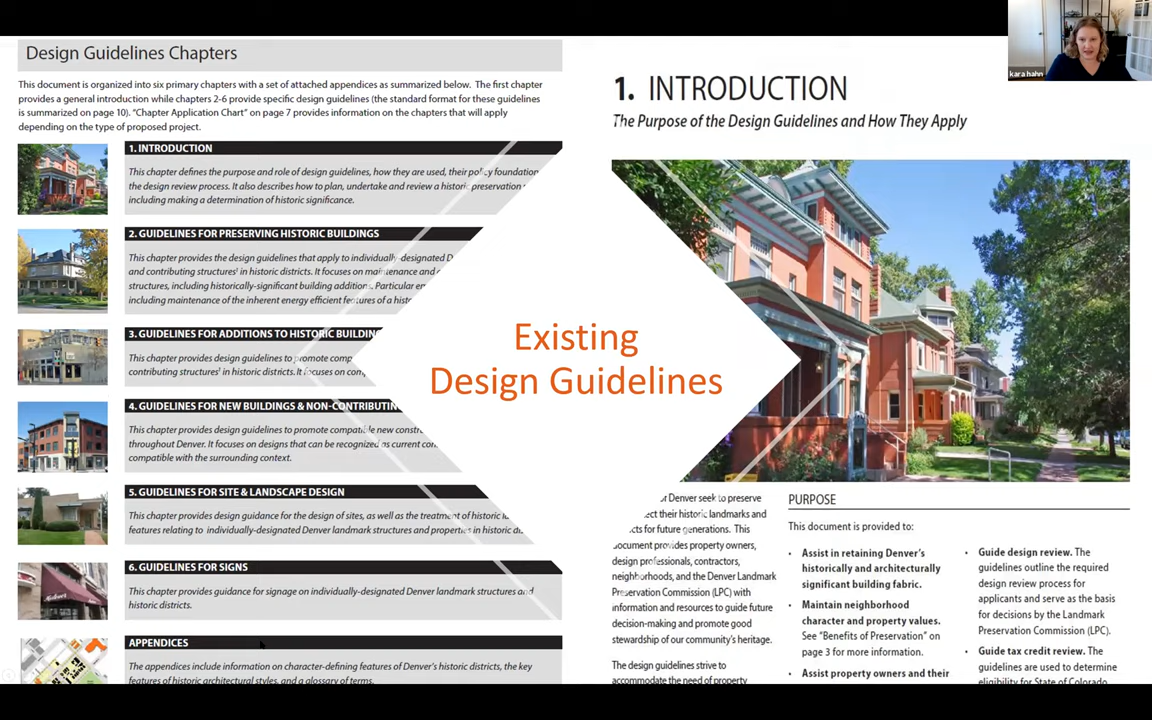 kara hahn
Design Guidelines Chapters
This document is organized into six primary chapters with a set of attached appendices as summarized below. The first chapter
provides a general introduction while chapters 2-6 provide specific design guidelines (the standard format for these guidelines
is summarized on page 10). “Chapter Application Chart” on page 7 provides information on the chapters that will apply
depending on the type of proposed project.
1. INTRODUCTION
This chapter defines the purpose and role of design guidelines, how they are used, their policy foundation
the design review process. It also describes how to plan, undertake and review a historic preservation
including making a determination of historic significance.
2. GUIDELINES FOR PRESERVING HISTORIC BUILDINGS
This chapter provides the design guidelines that apply to individually-designated
and contributing structures¹ in historic districts. It focuses on maintenance and
structures, including historically-significant building additions. Particular
including maintenance of the inherent energy efficient features of a
3. GUIDELINES FOR ADDITIONS TO HISTORIC
This chapter provides design guidelines to promote
contributing structures¹ in historic districts. It focuses on
4. GUIDELINES FOR NEW BUILDINGS &
This chapter provides design guidelines to promote compatible new
throughout Denver. It focuses on designs that can be recognized as current
compatible with the surrounding context.
5. GUIDELINES FOR SITE & LANDSCAPE DESIGN
This chapter provides design guidance for the design of sites, as well as the treatment of historic
features relating to individually-designated Denver landmark structures and properties in historic
6. GUIDELINES FOR SIGNS
This chapter provides guidance for signage on individually-designated Denver landmark structures and
historic districts.
APPENDICES
The appendices include information on character-defining features of Denver's historic districts, the key
features of historic architectural styles, and a glossary of terms.
Existing
Design Guidelines
1. INTRODUCTION
The Purpose of the Design Guidelines and How They Apply
of Denver seek to preserve
their historic landmarks and
for future generations. This
document provides property owners,
design professionals, contractors,
neighborhoods, and the Denver Landmark
Preservation Commission (LPC) with
information and resources to guide future
decision-making and promote good
stewardship of our community's heritage.
The design guidelines strive to
accommodate the need of property
PURPOSE
This document is provided to:
• Assist in retaining Denver's
historically and architecturally
significant building fabric.
• Maintain neighborhood
character and property values.
See “Benefits of Preservation” on
page 3 for more information.
• Assist property owners and their
• Guide design review. The
guidelines outline the required
design review process for
applicants and serve as the basis
for decisions by the Landmark
Preservation Commission (LPC).
• Guide tax credit review. The
guidelines are used to determine
eligibility for State of Colorado